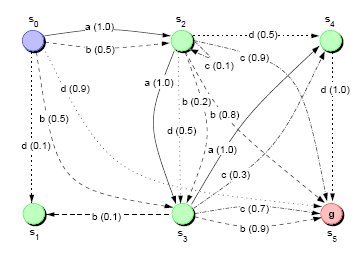 s0
s2
s4
a (1.0)
b (0.5)
d (0.5)
c (0.1)
c (0.9)
a (1.0)
d (0.9)
b (0.2)
d (1.0)
b (0.5)
b (0.8)
d (0.5)
d (0.1)
a (1.0)
c (0.3)
b (0.1)
c (0.7)
g
b (0.9)
s1
s3
s5